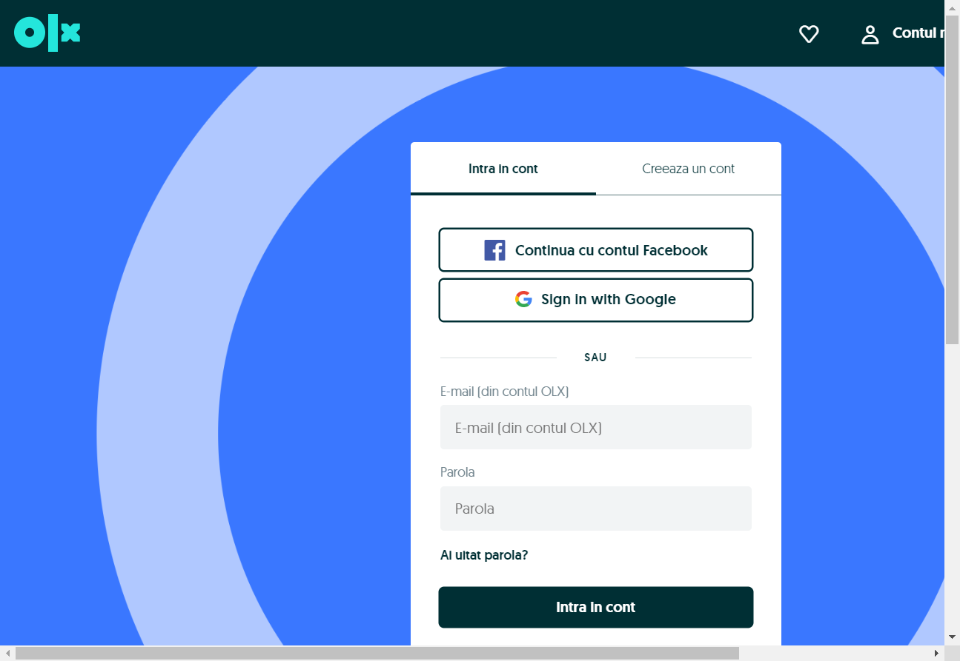 olx
Contul
Intra in cont
Creeaza un cont
Continua cu contul Facebook
Sign in with Google
SAU
E-mail (din contul OLX)
E-mail (din contul OLX)
Parola
Parola
Ai uitat parola?
Intra in cont